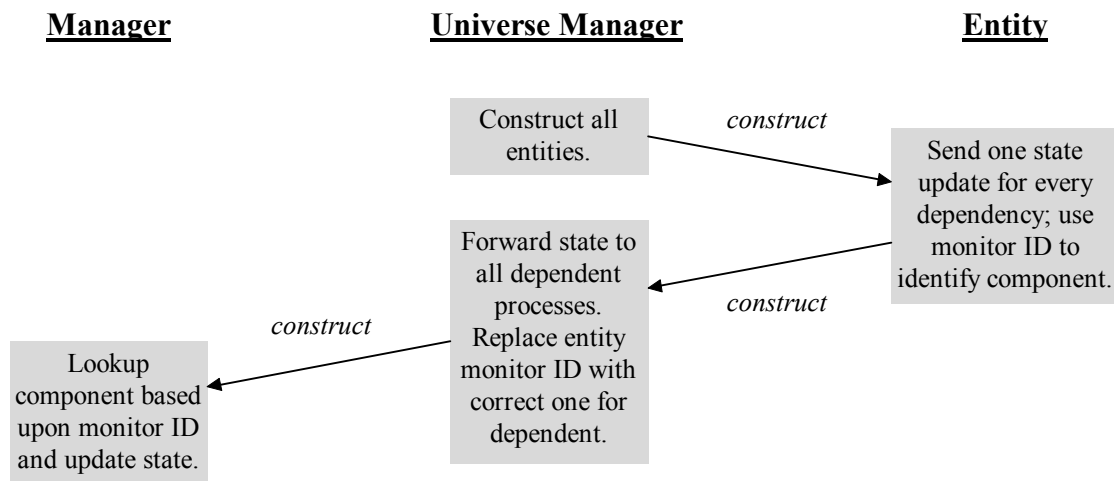 Manager
Universe Manager
Entity
Construct all
entities.
construct
Send one state
update for every
dependency; use
monitor ID to
identify component.
Forward state to
all dependent
processes.
Replace entity
monitor ID with
correct one for
dependent.
construct
construct
Lookup
component based
upon monitor ID
and update state.